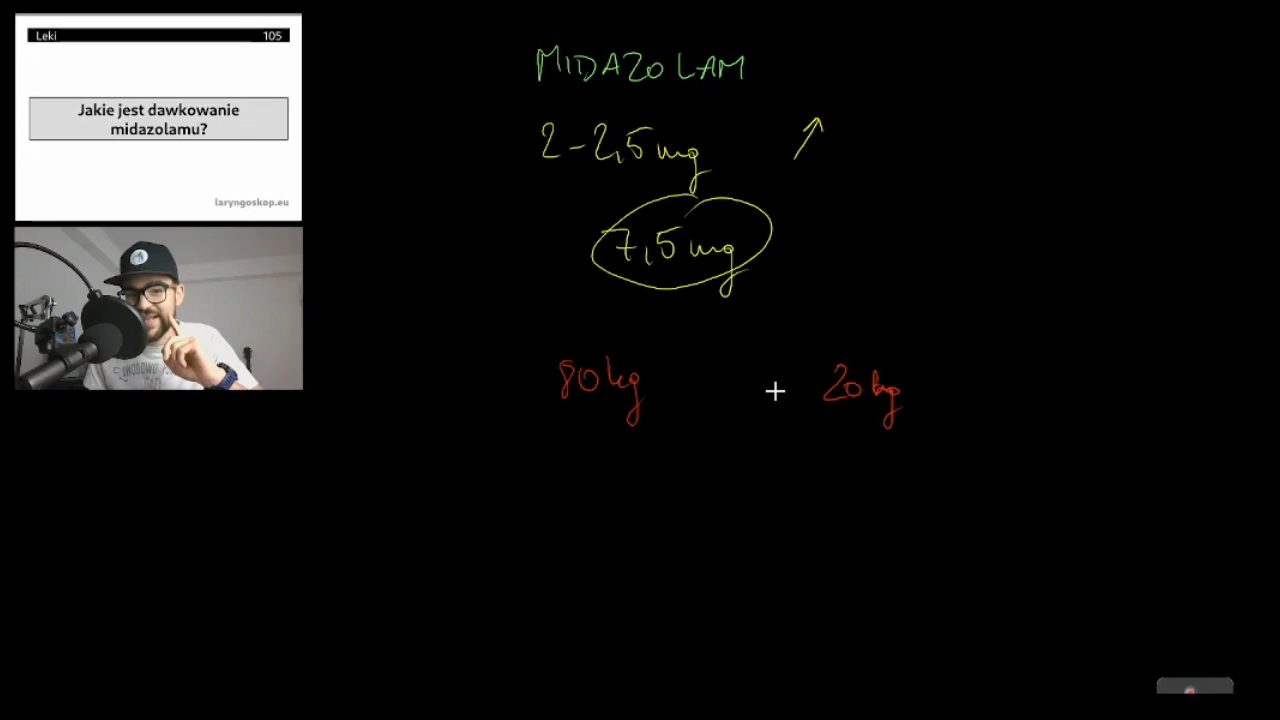 Leki 105
Jakie jest dawkowanie
midazolamu?
laryngoskop.eu
MIDAZOLAM
2-2,5 mg
7,5 mg
80 kg + 20 kg